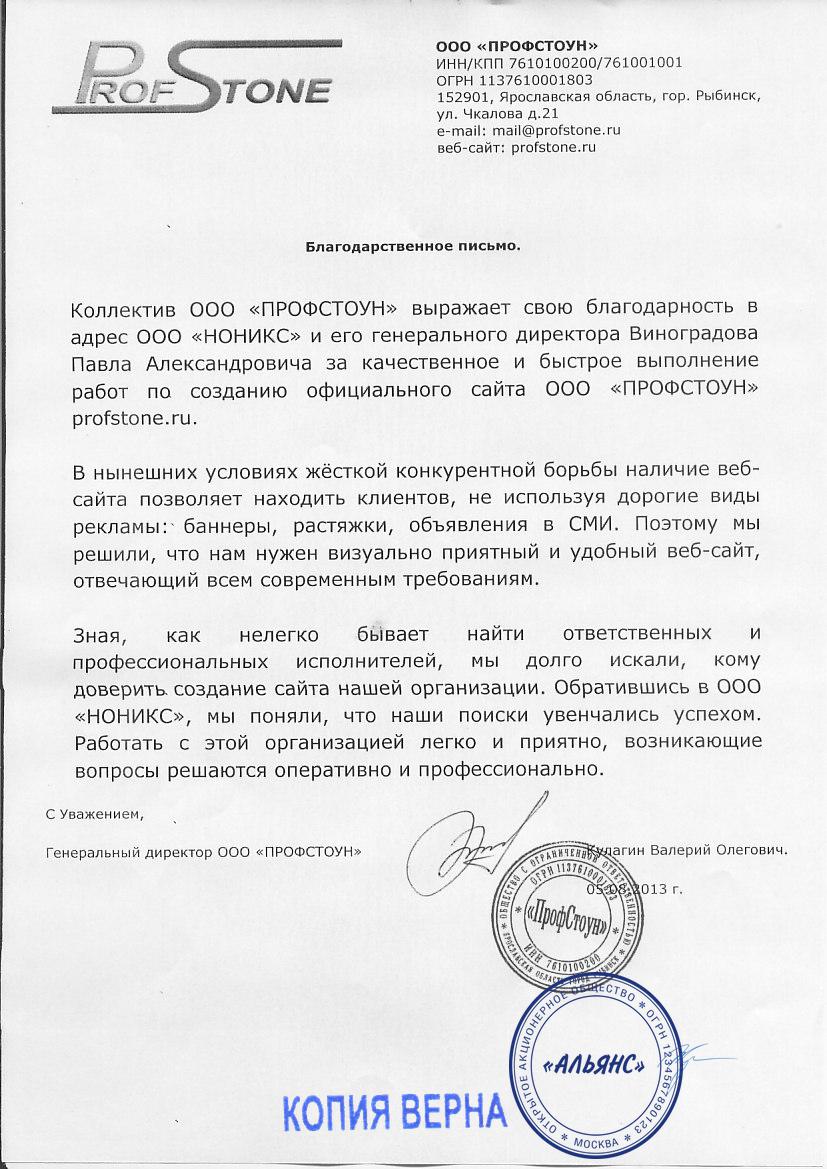 PROF STONE
ООО «ПРОФСТОУН»
ИНН/КПП 7610100200/761001001
ОГРН 1137610001803
152901, Ярославская область, гор. Рыбинск,
ул. Чкалова д.21
e-mail: mail@profstone.ru
веб-сайт: profstone.ru
Благодарственное письмо.
Коллектив ООО «ПРОФСТОУН» выражает свою благодарность в
адрес ООО «НОНИКС» и его генерального директора Виноградова
Павла Александровича за качественное и быстрое выполнение
работ по созданию официального сайта ООО «ПРОФСТОУН»
profstone.ru.
В нынешних условиях жёсткой конкурентной борьбы наличие веб-
сайта позволяет находить клиентов, не используя дорогие виды
рекламы: баннеры, растяжки, объявления в СМИ. Поэтому мы
решили, что нам нужен визуально приятный и удобный веб-сайт,
отвечающий всем современным требованиям.
Зная, как нелегко бывает найти ответственных и
профессиональных исполнителей, мы долго искали, кому
доверить создание сайта нашей организации. Обратившись в ООО
«НОНИКС», мы поняли, что наши поиски увенчались успехом.
Работать с этой организацией легко и приятно, возникающие
вопросы решаются оперативно и профессионально.
С Уважением,
Генеральный директор ООО «ПРОФСТОУН»
Кулагин Валерий Олегович.
05.08.2013 г.
ОБЩЕСТВО С ОГРАНИЧЕННОЙ ОТВЕТСТВЕННОСТЬЮ
ОГРН 1137610001803
«ПрофСтоун»
ИНН 7610100200
ЯРОСЛАВСКАЯ ОБЛАСТЬ ГОРОД РЫБИНСК
ОТКРЫТОЕ АКЦИОНЕРНОЕ ОБЩЕСТВО * ОГРН 1234567890123
«АЛЬЯНС»
* МОСКВА *
КОПИЯ ВЕРНА